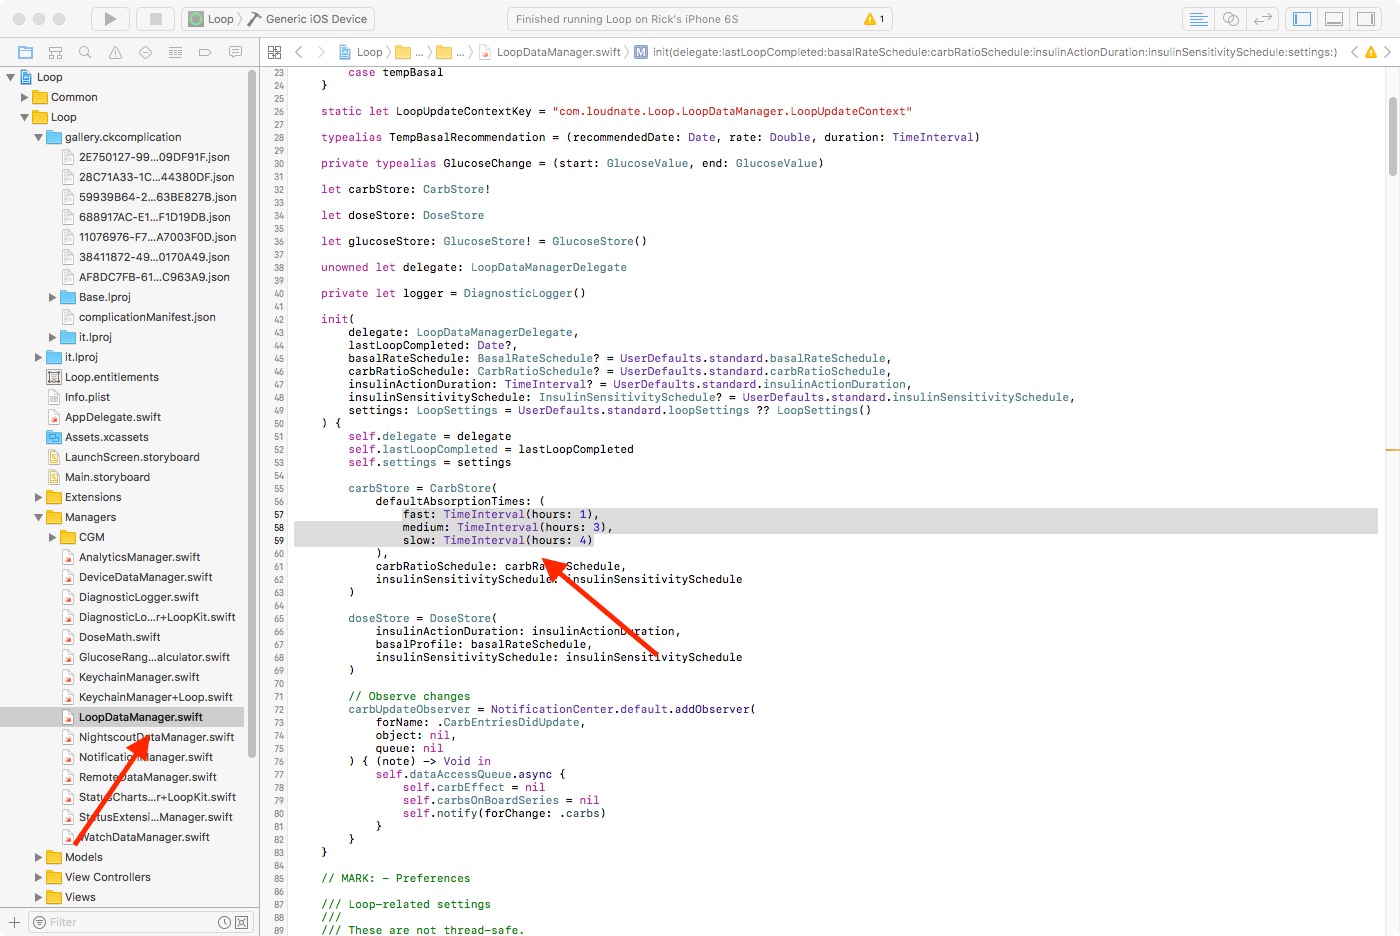 Loop 〉 Generic iOS Device
Finished running Loop on Rick's iPhone 6S
1
Loop 〉 ... 〉 ... 〉 LoopDataManager.swift 〉 M init(delegate:lastLoopCompleted:basalRateSchedule:carbRatioSchedule:insulinActionDuration:insulinSensitivitySchedule:settings:)
Loop
Common
Loop
gallery.ckcomplication
2E750127-99...09DF91F.json
28C71A33-1C...44380DF.json
59939B64-2...63BE827B.json
688917AC-E1...F1D19DB.json
11076976-F7...A7003F0D.json
38411872-49...0170A49.json
AF8DC7FB-61...C963A9.json
Base.lproj
complicationManifest.json
it.lproj
it.lproj
Loop.entitlements
Info.plist
AppDelegate.swift
Assets.xcassets
LaunchScreen.storyboard
Main.storyboard
Extensions
Managers
CGM
AnalyticsManager.swift
DeviceDataManager.swift
DiagnosticLogger.swift
DiagnosticLo...r+LoopKit.swift
DoseMath.swift
GlucoseRang...alculator.swift
KeychainManager.swift
KeychainManager+Loop.swift
LoopDataManager.swift
NightscoutDataManager.swift
NotificationManager.swift
RemoteDataManager.swift
StatusCharts...r+LoopKit.swift
StatusExtensi...Manager.swift
WatchDataManager.swift
Models
View Controllers
Views
Filter
23 case tempBasal
24 }
25
26 static let LoopUpdateContextKey = "com.loudnate.Loop.LoopDataManager.LoopUpdateContext"
27
28 typealias TempBasalRecommendation = (recommendedDate: Date, rate: Double, duration: TimeInterval)
29
30 private typealias GlucoseChange = (start: GlucoseValue, end: GlucoseValue)
31
32 let carbStore: CarbStore!
33
34 let doseStore: DoseStore
35
36 let glucoseStore: GlucoseStore! = GlucoseStore()
37
38 unowned let delegate: LoopDataManagerDelegate
39
40 private let logger = DiagnosticLogger()
41
42 init(
43 delegate: LoopDataManagerDelegate,
44 lastLoopCompleted: Date?,
45 basalRateSchedule: BasalRateSchedule? = UserDefaults.standard.basalRateSchedule,
46 carbRatioSchedule: CarbRatioSchedule? = UserDefaults.standard.carbRatioSchedule,
47 insulinActionDuration: TimeInterval? = UserDefaults.standard.insulinActionDuration,
48 insulinSensitivitySchedule: InsulinSensitivitySchedule? = UserDefaults.standard.insulinSensitivitySchedule,
49 settings: LoopSettings = UserDefaults.standard.loopSettings ?? LoopSettings()
50 ) {
51 self.delegate = delegate
52 self.lastLoopCompleted = lastLoopCompleted
53 self.settings = settings
54
55 carbStore = CarbStore(
56 defaultAbsorptionTimes: (
57 fast: TimeInterval(hours: 1),
58 medium: TimeInterval(hours: 3),
59 slow: TimeInterval(hours: 4)
60 ),
61 carbRatioSchedule: carbRatioSchedule,
62 insulinSensitivitySchedule: insulinSensitivitySchedule
63 )
64
65 doseStore = DoseStore(
66 insulinActionDuration: insulinActionDuration,
67 basalProfile: basalRateSchedule,
68 insulinSensitivitySchedule: insulinSensitivitySchedule
69 )
70
71 // Observe changes
72 carbUpdateObserver = NotificationCenter.default.addObserver(
73 forName: .CarbEntriesDidUpdate,
74 object: nil,
75 queue: nil
76 ) { (note) -> Void in
77 self.dataAccessQueue.async {
78 self.carbEffect = nil
79 self.carbsOnBoardSeries = nil
80 self.notify(forChange: .carbs)
81 }
82 }
83 }
84
85 // MARK: - Preferences
86
87 /// Loop-related settings
88 ///
89 /// These are not thread-safe.